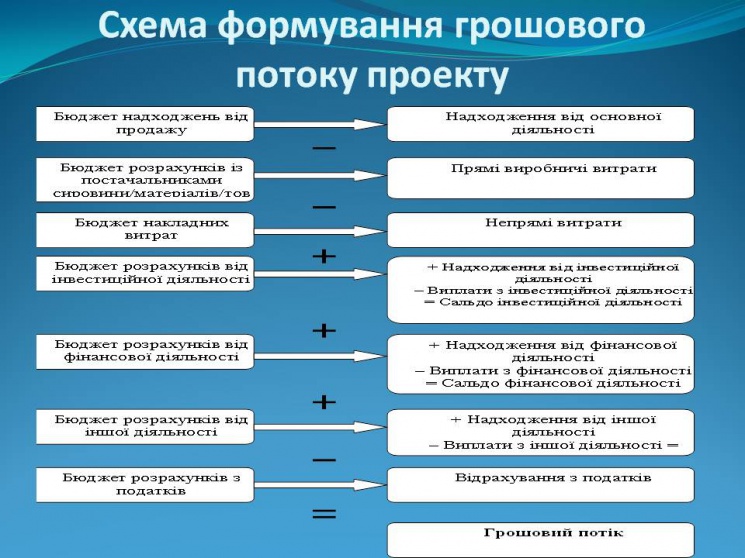 Схема формування грошового
потоку проекту
Бюджет надходжень від
продажу
Надходження від основної
діяльності
–
Бюджет розрахунків із
постачальниками
сировини/матеріалів/тов
Прямі виробничі витрати
–
Бюджет накладних
витрат
Непрямі витрати
+
Бюджет розрахунків від
інвестиційної діяльності
+ Надходження від інвестиційної
діяльності
– Виплати з інвестиційної діяльності
= Сальдо інвестиційної діяльності
+
Бюджет розрахунків від
фінансової діяльності
+ Надходження від фінансової
діяльності
– Виплати з фінансової діяльності
= Сальдо фінансової діяльності
+
Бюджет розрахунків від
іншої діяльності
+ Надходження від іншої
діяльності
– Виплати з іншої діяльності =
–
Бюджет розрахунків з
податків
Відрахування з податків
=
Грошовий потік